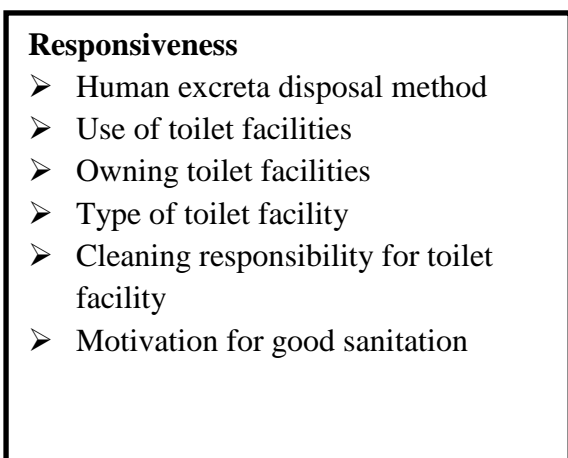 Responsiveness
➢ Human excreta disposal method
➢ Use of toilet facilities
➢ Owning toilet facilities
➢ Type of toilet facility
➢ Cleaning responsibility for toilet
facility
➢ Motivation for good sanitation